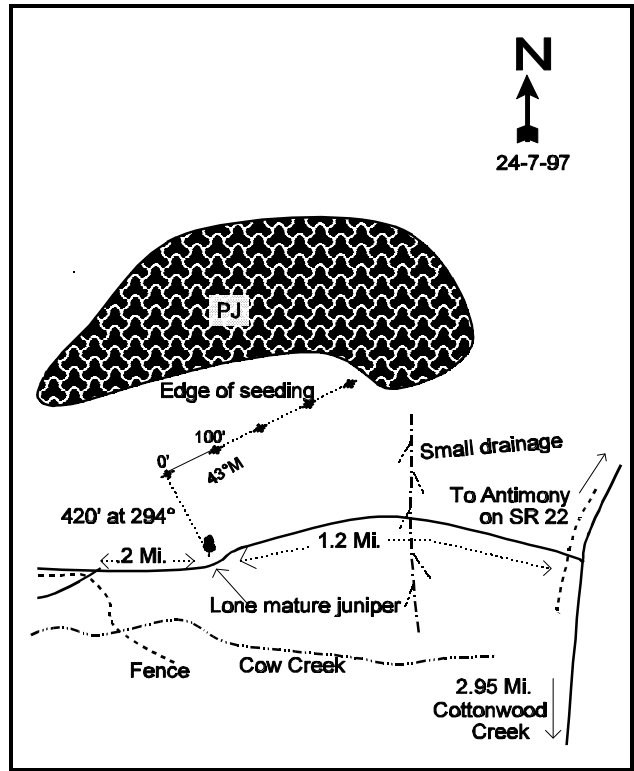 N
24-7-97
PJ
Edge of seeding
100'
0'
43°M
Small drainage
To Antimony
on SR 22
420' at 294°
.2 Mi.
1.2 Mi.
Lone mature juniper
Fence
Cow Creek
2.95 Mi.
Cottonwood
Creek